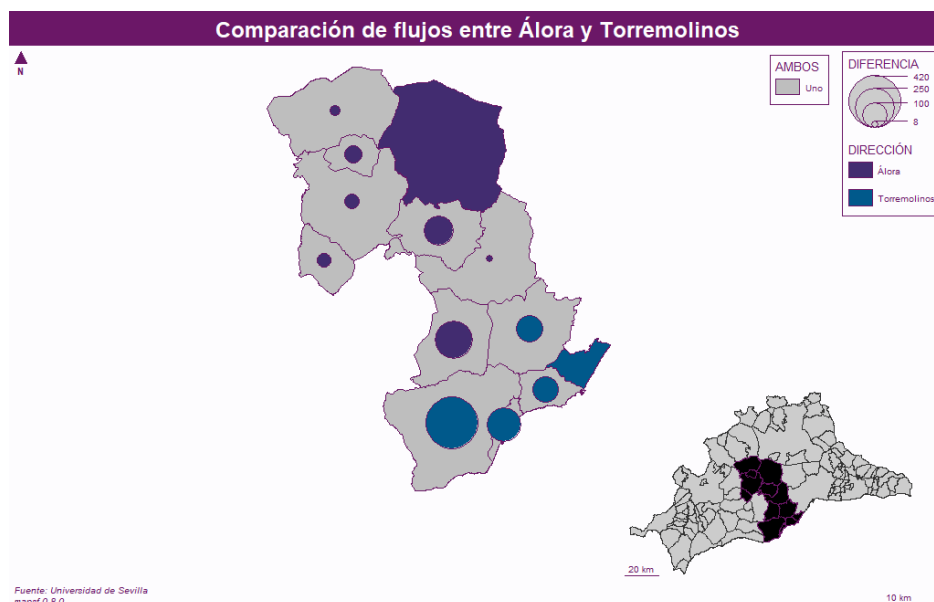 Comparación de flujos entre Álora y Torremolinos
N
AMBOS
Uno
DIFERENCIA
420
250
100
8
DIRECCIÓN
Álora
Torremolinos
20 km
Fuente: Universidad de Sevilla
10 km